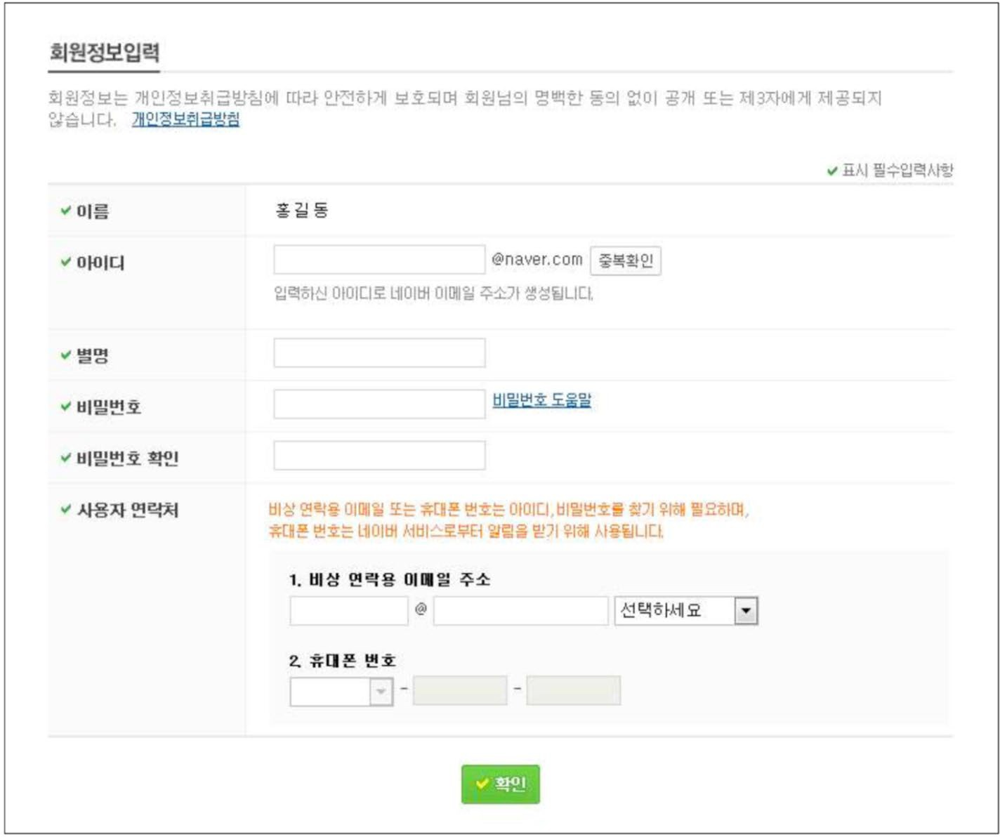 회원정보입력
회원정보는 개인정보취급방침에 따라 안전하게 보호되며 회원님의 명백한 동의 없이 공개 또는 제3자에게 제공되지
않습니다. 개인정보취급방침
표시 필수입력사항
이름 홍길동
아이디 @naver.com 중복확인
입력하신 아이디로 네이버 이메일 주소가 생성됩니다.
별명
비밀번호 비밀번호 도움말
비밀번호 확인
사용자 연락처 비상 연락용 이메일 또는 휴대폰 번호는 아이디, 비밀번호를 찾기 위해 필요하며,
휴대폰 번호는 네이버 서비스로부터 알림을 받기 위해 사용됩니다.
1. 비상 연락용 이메일 주소
@ 선택하세요
2. 휴대폰 번호
- -
확인